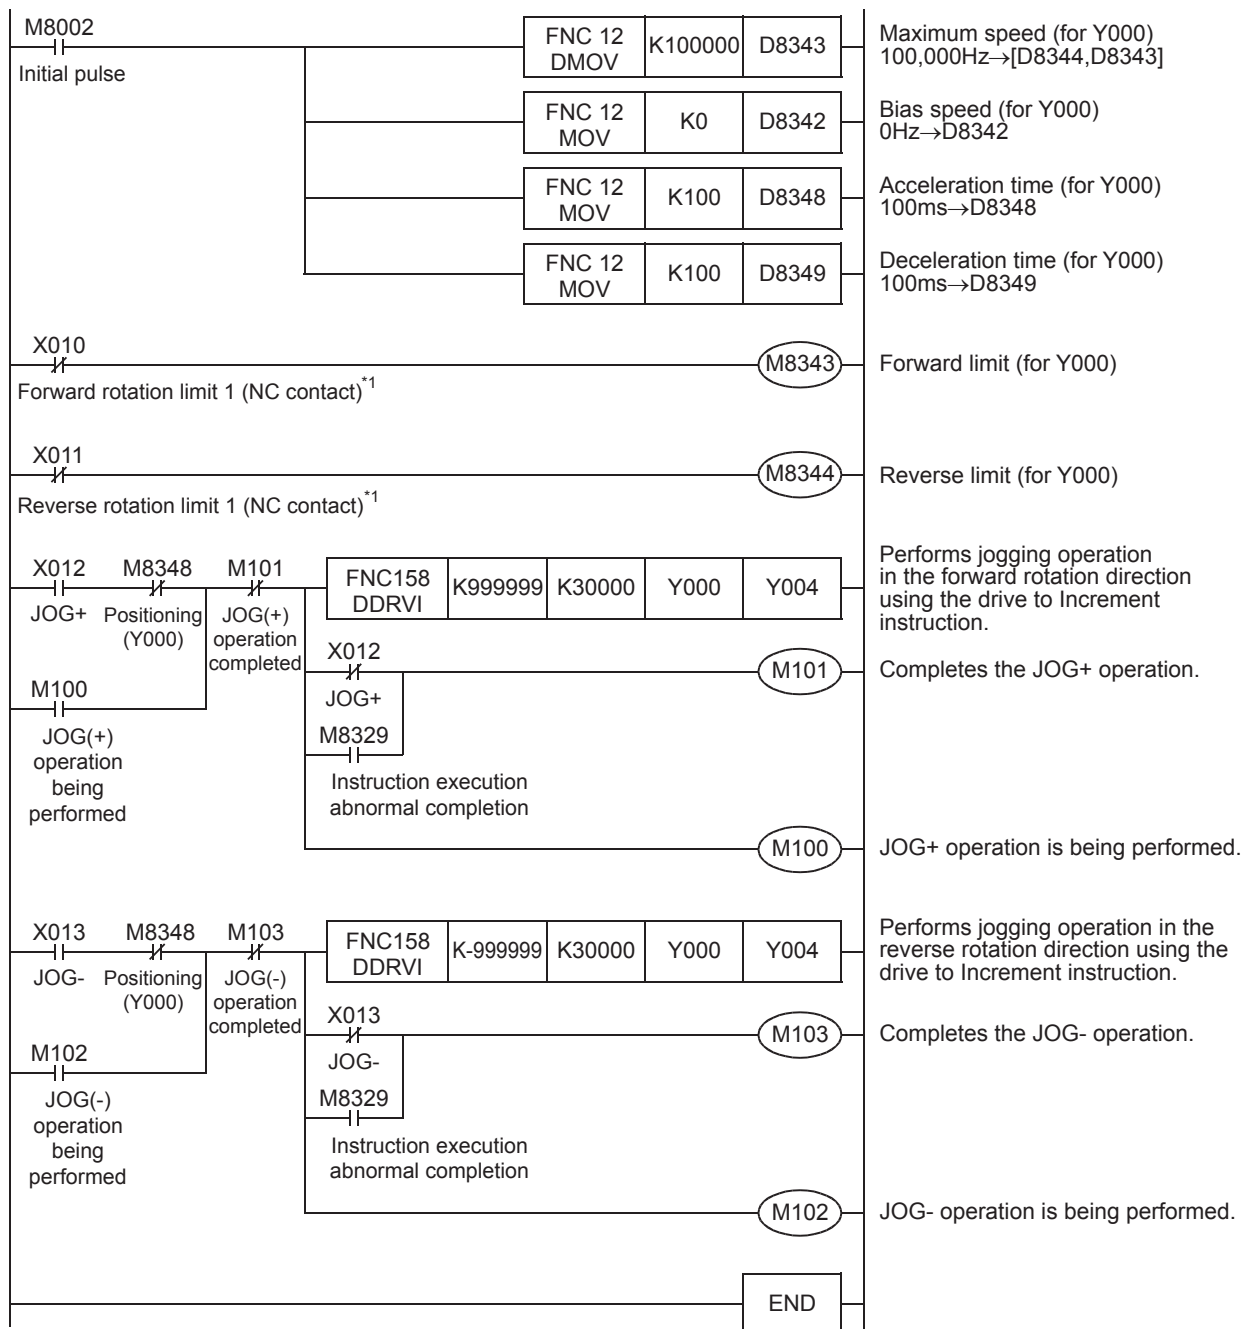 M8002
Initial pulse
FNC 12
DMOV
K100000
D8343
Maximum speed (for Y000)
100,000Hz→[D8344,D8343]
FNC 12
MOV
K0
D8342
Bias speed (for Y000)
0Hz→D8342
FNC 12
MOV
K100
D8348
Acceleration time (for Y000)
100ms→D8348
FNC 12
MOV
K100
D8349
Deceleration time (for Y000)
100ms→D8349
X010
Forward rotation limit 1 (NC contact)*1
M8343
Forward limit (for Y000)
X011
Reverse rotation limit 1 (NC contact)*1
M8344
Reverse limit (for Y000)
X012
JOG+
M8348
Positioning
(Y000)
M101
JOG(+)
operation
completed
FNC158
DDRVI
K999999
K30000
Y000
Y004
Performs jogging operation
in the forward rotation direction
using the drive to Increment
instruction.
M100
JOG(+)
operation
being
performed
X012
JOG+
M8329
Instruction execution
abnormal completion
M101
Completes the JOG+ operation.
M100
JOG+ operation is being performed.
X013
JOG-
M8348
Positioning
(Y000)
M103
JOG(-)
operation
completed
FNC158
DDRVI
K-999999
K30000
Y000
Y004
Performs jogging operation in the
reverse rotation direction using the
drive to Increment instruction.
M102
JOG(-)
operation
being
performed
X013
JOG-
M8329
Instruction execution
abnormal completion
M103
Completes the JOG- operation.
M102
JOG- operation is being performed.
END